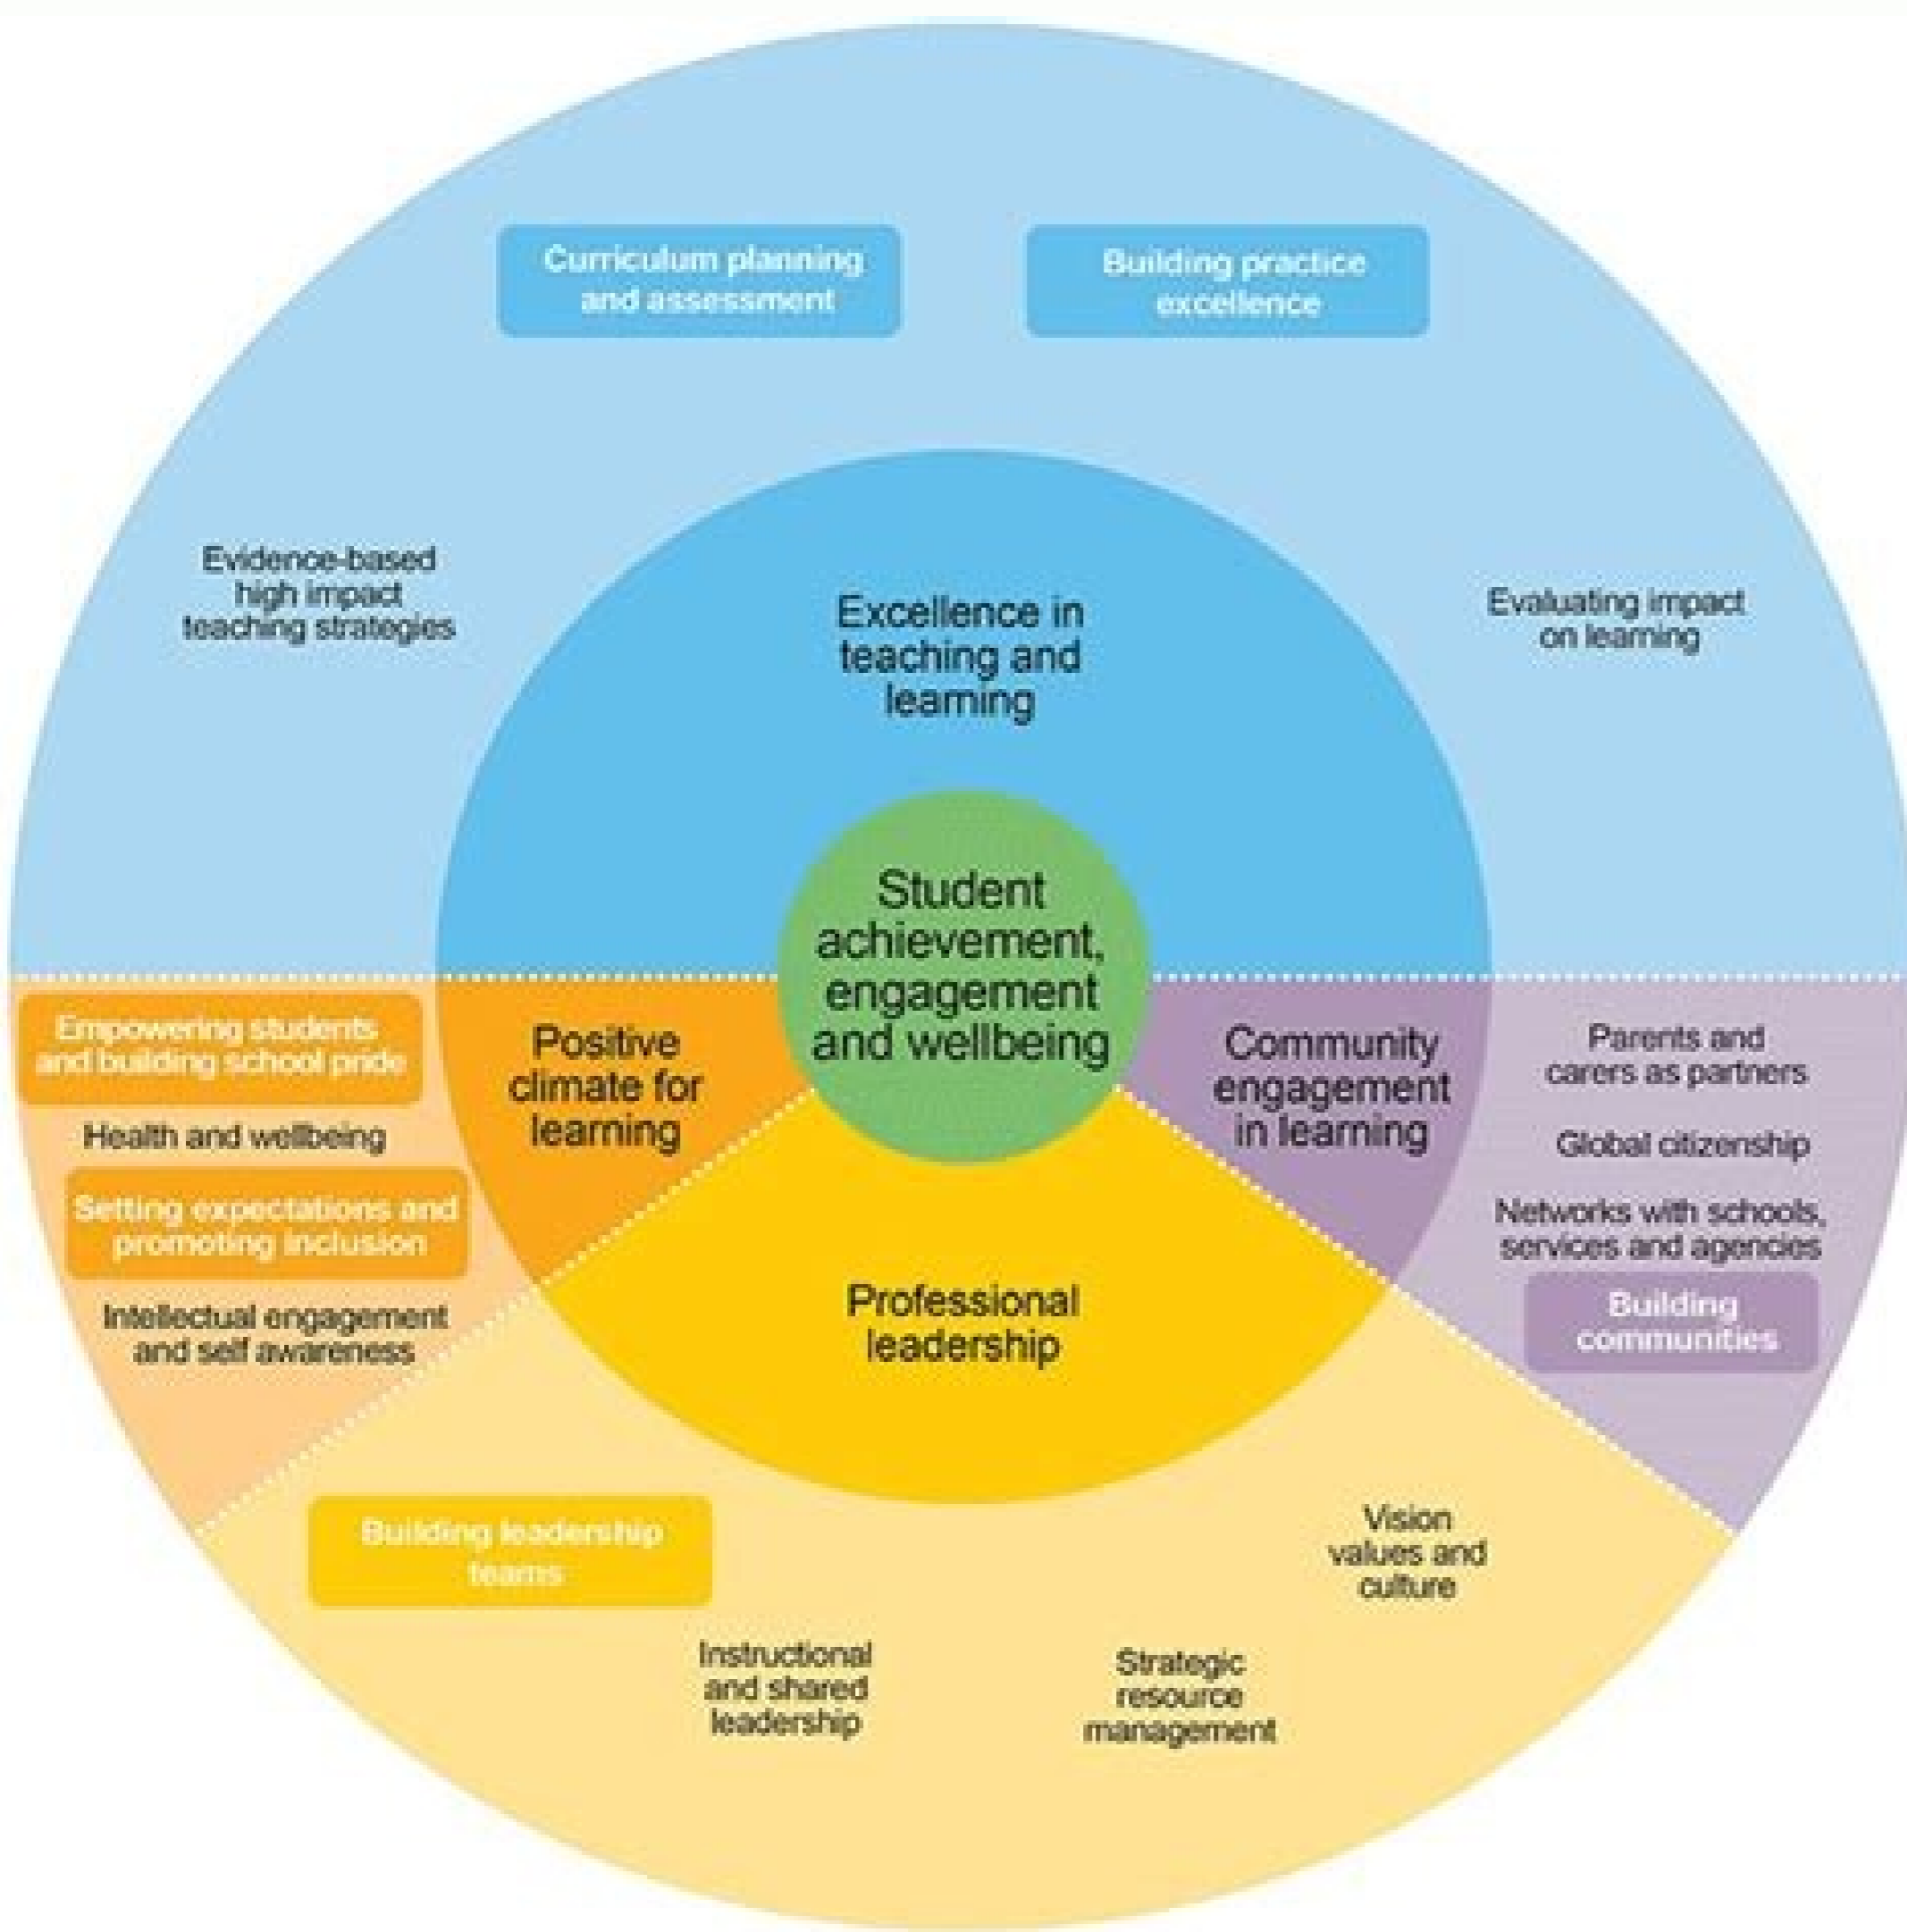 Curriculum planning
and assessment
Building practice
excellence
Evidence-based
high impact
teaching strategies
Excellence in
teaching and
learning
Evaluating impact
on learning
Student
achievement,
engagement
and wellbeing
Empowering students
and building school pride
Health and wellbeing
Setting expectations and
promoting inclusion
Intellectual engagement
and self awareness
Positive
climate for
learning
Community
engagement
in learning
Parents and
carers as partners
Global citizenship
Networks with schools,
services and agencies
Building
communities
Professional
leadership
Building leadership
teams
Instructional
and shared
leadership
Strategic
resource
management
Vision
values and
culture